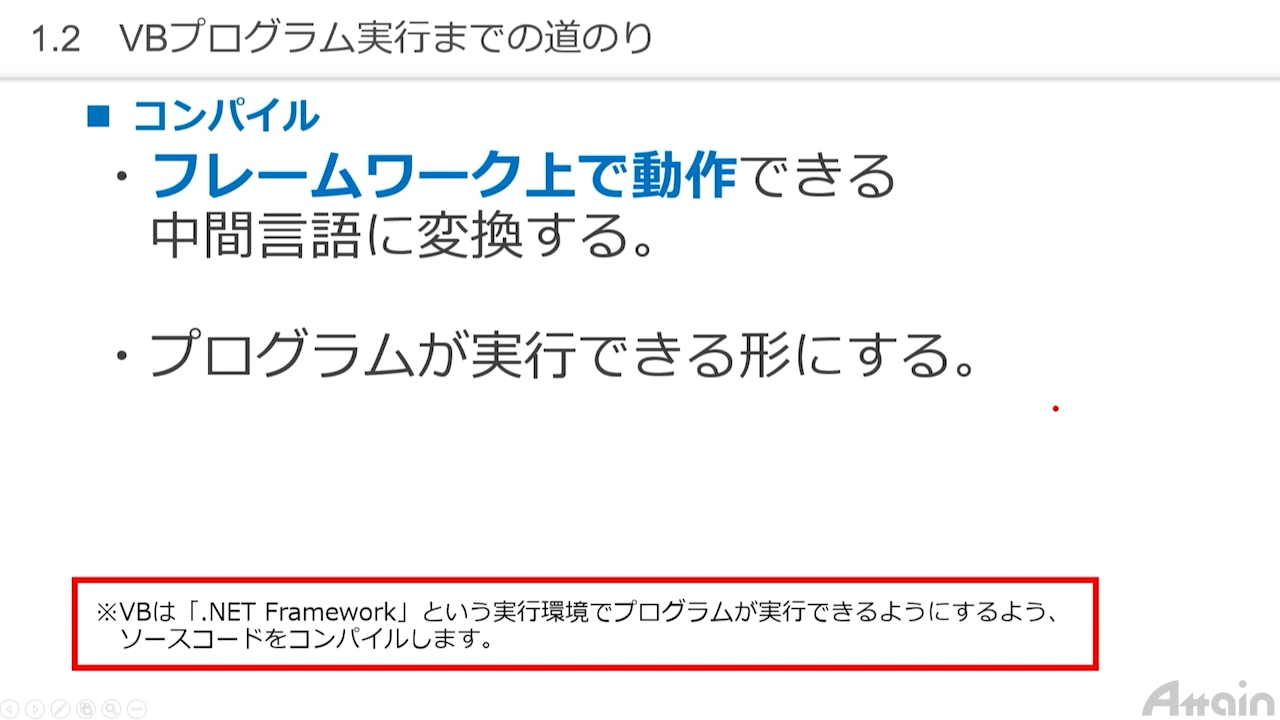 1.2 VBプログラム実行までの道のり
■ コンパイル
・フレームワーク上で動作できる
中間言語に変換する。
・プログラムが実行できる形にする。
※VBは「.NET Framework」という実行環境でプログラムが実行できるようにするよう、
ソースコードをコンパイルします。
Attain